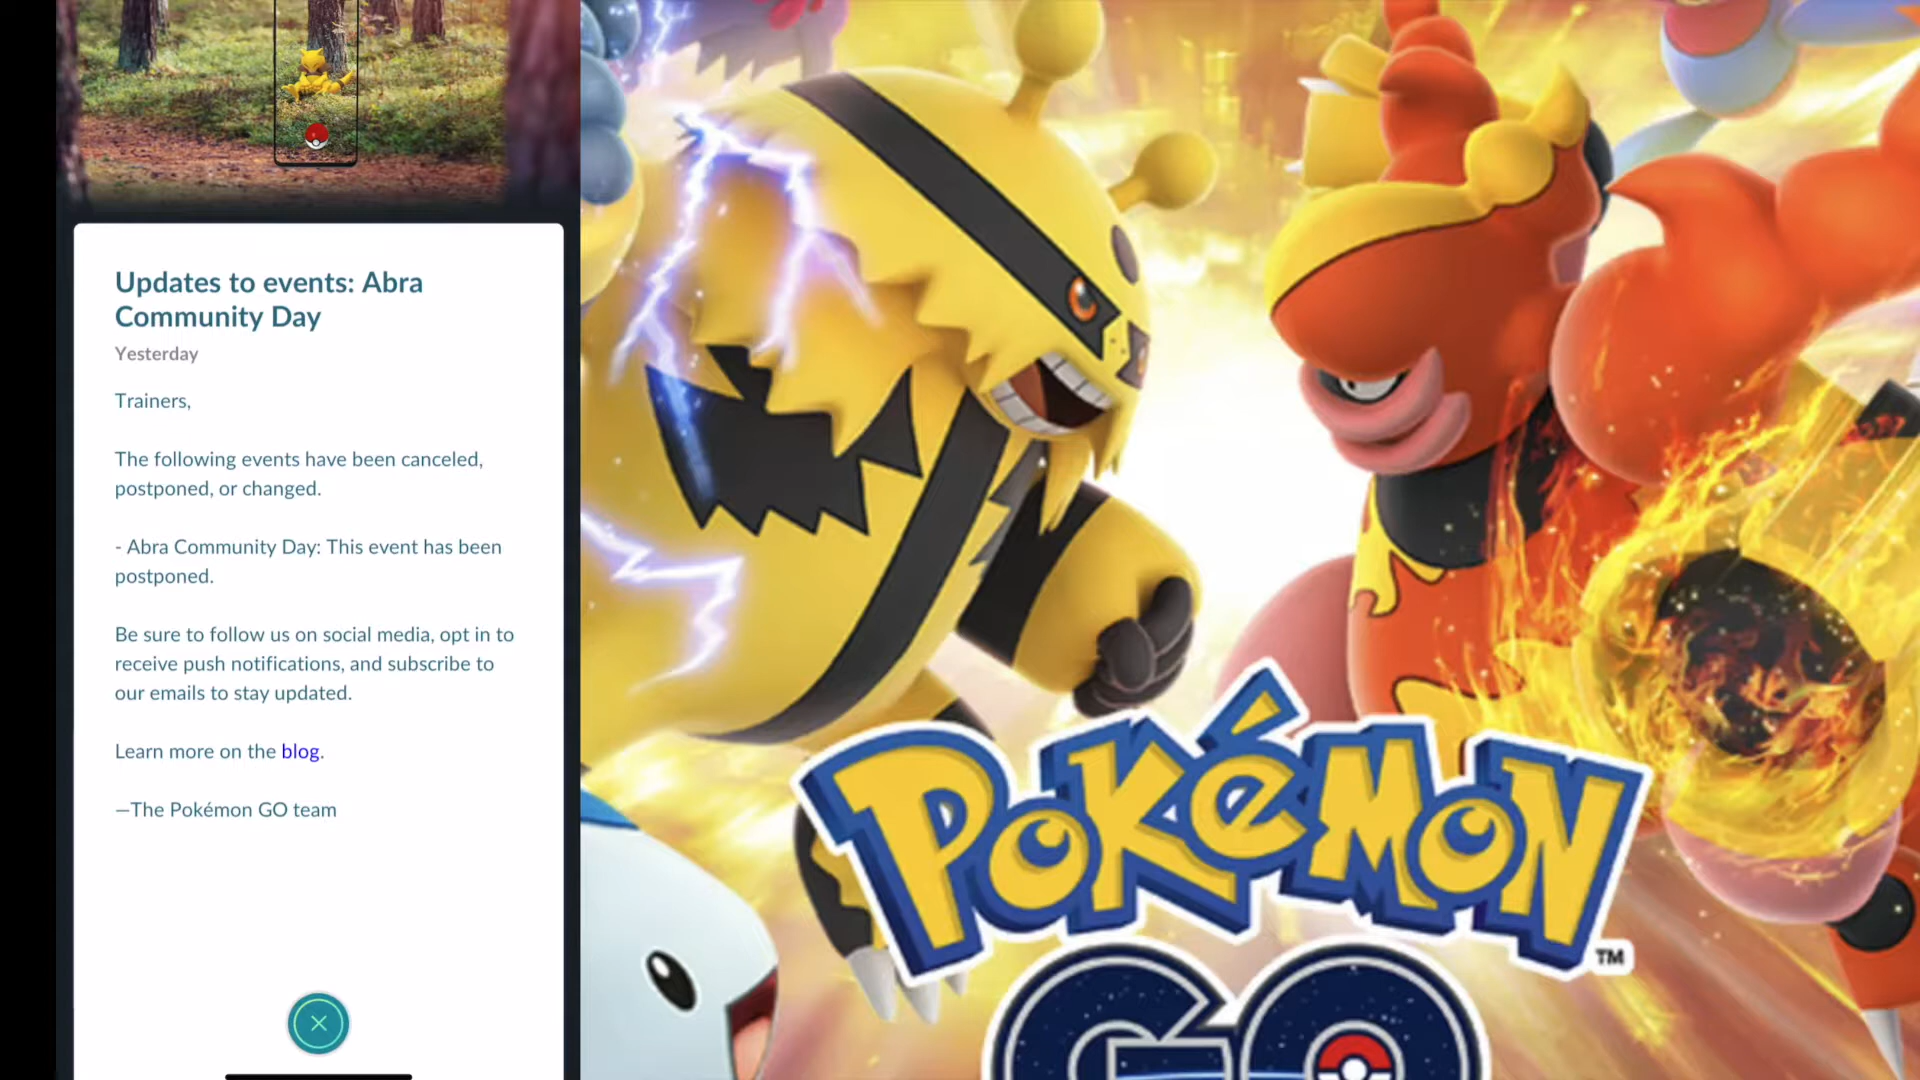 Updates to events: Abra
Community Day
Yesterday
Trainers,
The following events have been canceled,
postponed, or changed.
- Abra Community Day: This event has been
postponed.
Be sure to follow us on social media, opt in to
receive push notifications, and subscribe to
our emails to stay updated.
Learn more on the blog.
—The Pokémon GO team
POKéMON
TM
GO